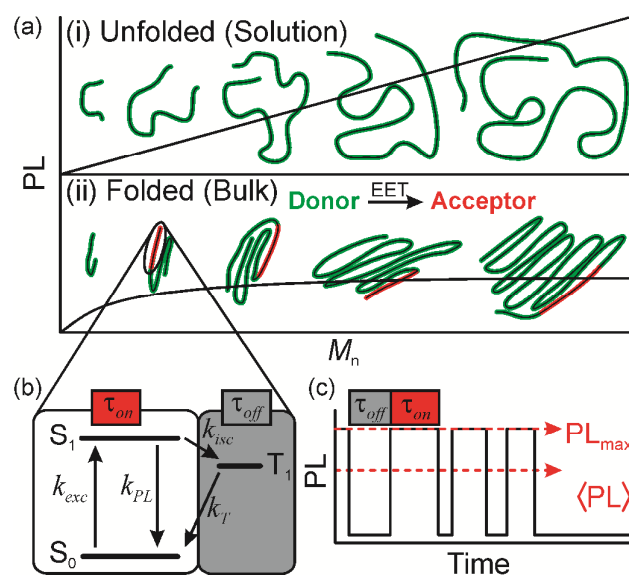 (a)
(i) Unfolded (Solution)
PL
(ii) Folded (Bulk)
Donor EET Acceptor
Mn
(b)
τon
τoff
S1
kisc
T1
kexc
kPL
kT
S0
(c)
τoff τon
PLmax
PL
⟨PL⟩
Time